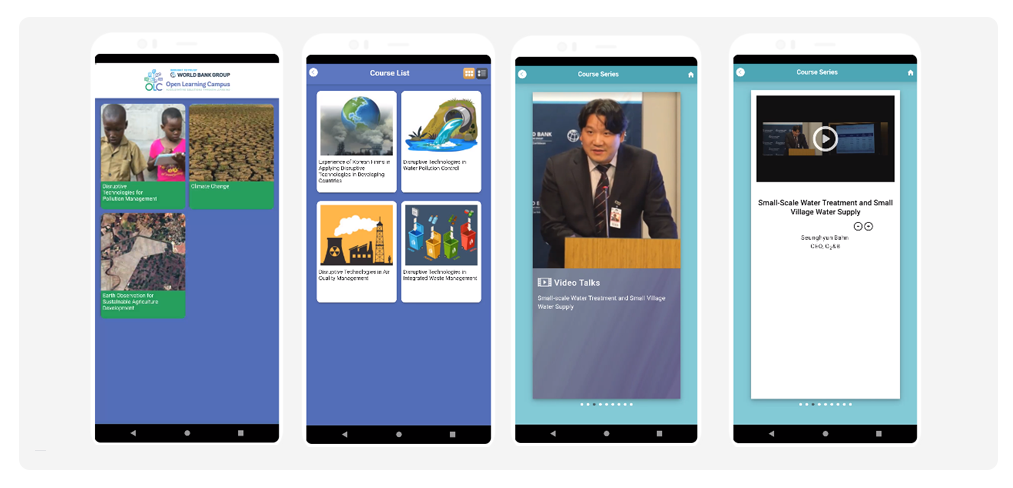 WORLD BANK GROUP
OLC
Open Learning Campus
Disruptive
Technologies for
Pollution Management
Climate Change
Earth Observation for
Sustainable Agriculture
Development
Course List
Experience of Korean Firms in
Applying Disruptive
Technologies in Developing
Countries
Disruptive Technologies in
Water Pollution Control
Disruptive Technologies in Air
Quality Management
Disruptive Technologies in
Integrated Waste Management
Course Series
D BANK
Video Talks
Small-scale Water Treatment and Small Village
Water Supply
Course Series
Small-Scale Water Treatment and Small
Village Water Supply
Seunghyun Bahn